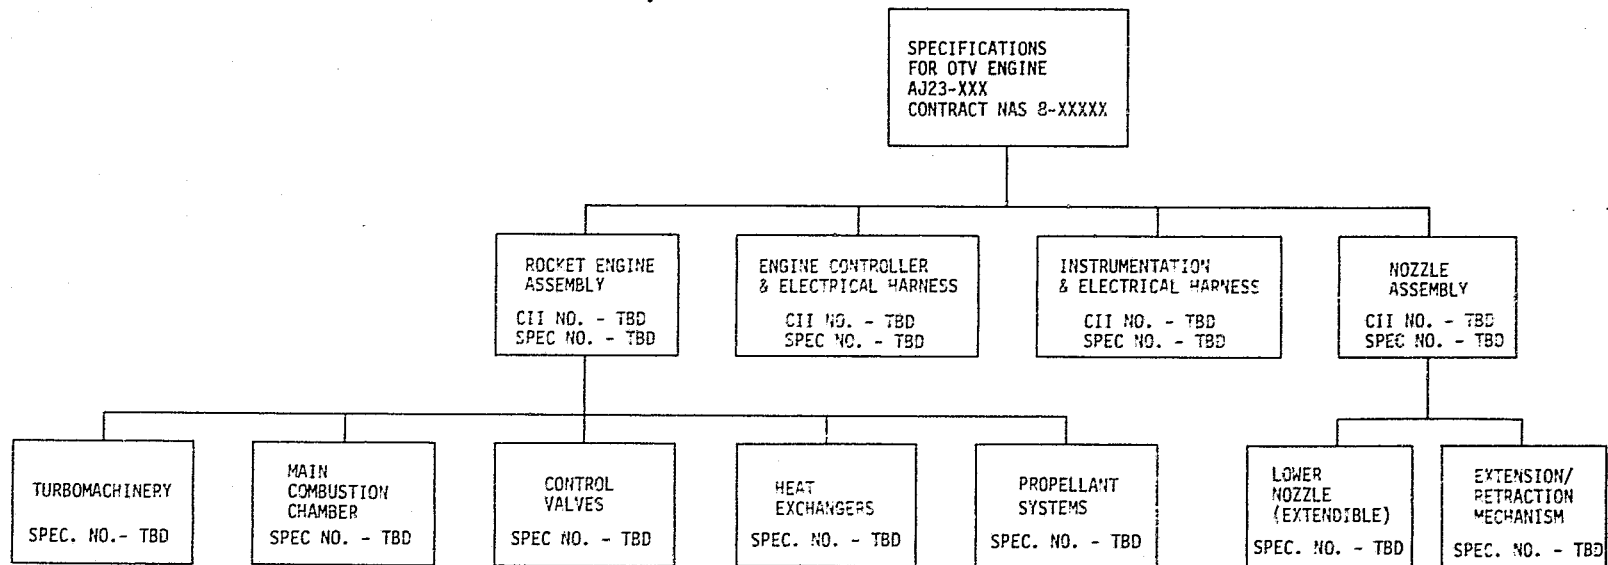 SPECIFICATIONS
FOR OTV ENGINE
AJ23-XXX
CONTRACT NAS 8-XXXXX
ROCKET ENGINE
ASSEMBLY
CII NO. - TBD
SPEC NO. - TBD
ENGINE CONTROLLER
& ELECTRICAL HARNESS
CII NO. - TBD
SPEC NO. - TBD
INSTRUMENTATION
& ELECTRICAL HARNESS
CII NO. - TBD
SPEC NO. - TBD
NOZZLE
ASSEMBLY
CII NO. - TBD
SPEC NO. - TBD
TURBOMACHINERY
SPEC. NO.- TBD
MAIN
COMBUSTION
CHAMBER
SPEC NO. - TBD
CONTROL
VALVES
SPEC NO. - TBD
HEAT
EXCHANGERS
SPEC. NO. - TBD
PROPELLANT
SYSTEMS
SPEC. NO. - TBD
LOWER
NOZZLE
(EXTENDIBLE)
SPEC. NO. - TBD
EXTENSION/
RETRACTION
MECHANISM
SPEC. NO. - TBD